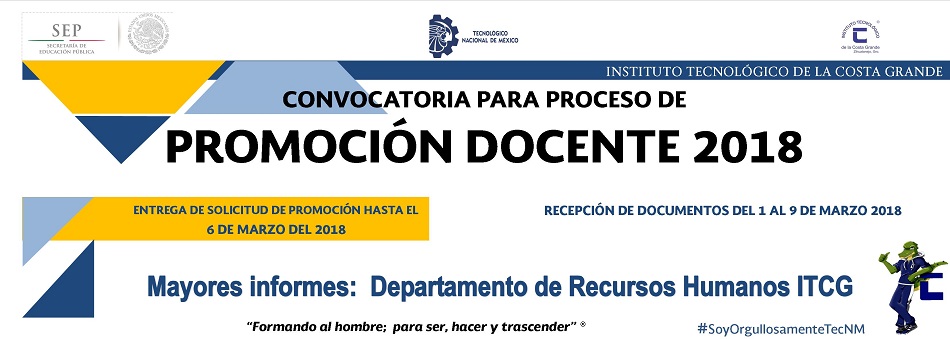 SEP
SECRETARÍA DE
EDUCACIÓN PÚBLICA
TECNOLÓGICO
NACIONAL DE MÉXICO
INSTITUTO TECNOLÓGICO
de la Costa Grande
Zihuatanejo, Gro.
INSTITUTO TECNOLÓGICO DE LA COSTA GRANDE
CONVOCATORIA PARA PROCESO DE
PROMOCIÓN DOCENTE 2018
ENTREGA DE SOLICITUD DE PROMOCIÓN HASTA EL
6 DE MARZO DEL 2018
RECEPCIÓN DE DOCUMENTOS DEL 1 AL 9 DE MARZO 2018
Mayores informes: Departamento de Recursos Humanos ITCG
“Formando al hombre; para ser, hacer y trascender” ®
#SoyOrgullosamenteTecNM